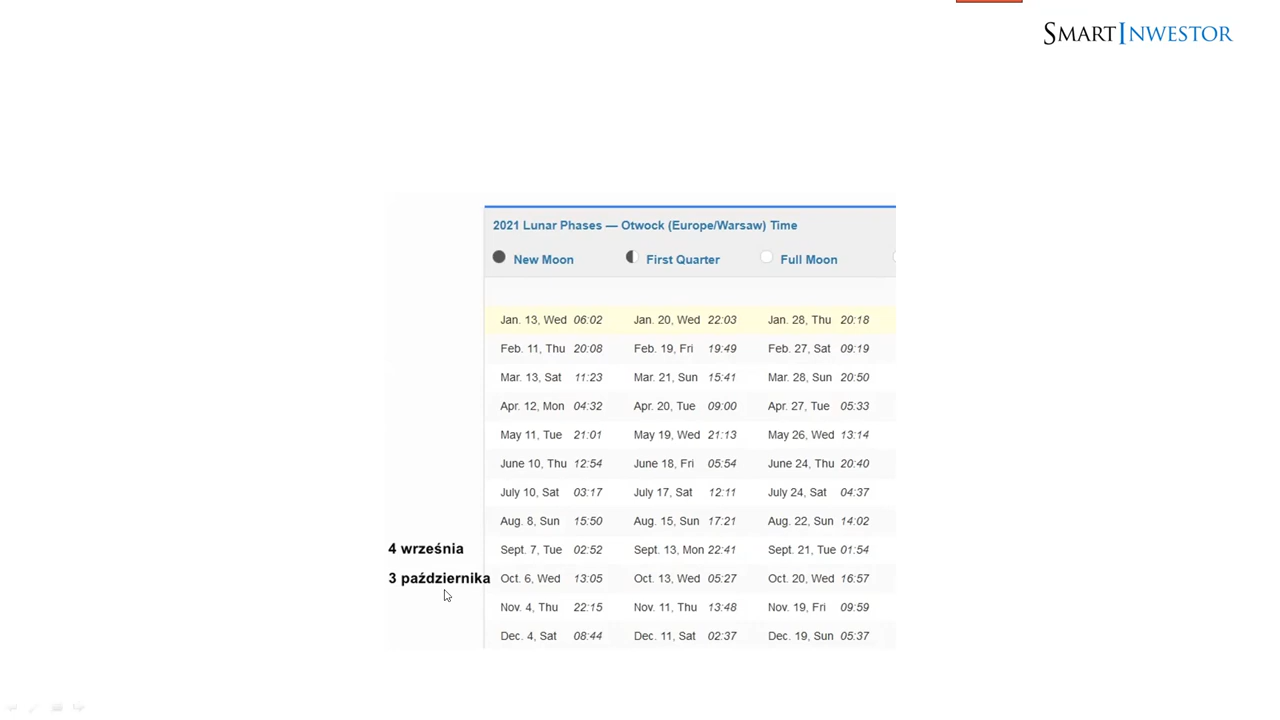 SMARTINWESTOR
2021 Lunar Phases — Otwock (Europe/Warsaw) Time
New Moon First Quarter Full Moon
Jan. 13, Wed 06:02 Jan. 20, Wed 22:03 Jan. 28, Thu 20:18
Feb. 11, Thu 20:08 Feb. 19, Fri 19:49 Feb. 27, Sat 09:19
Mar. 13, Sat 11:23 Mar. 21, Sun 15:41 Mar. 28, Sun 20:50
Apr. 12, Mon 04:32 Apr. 20, Tue 09:00 Apr. 27, Tue 05:33
May 11, Tue 21:01 May 19, Wed 21:13 May 26, Wed 13:14
June 10, Thu 12:54 June 18, Fri 05:54 June 24, Thu 20:40
July 10, Sat 03:17 July 17, Sat 12:11 July 24, Sat 04:37
Aug. 8, Sun 15:50 Aug. 15, Sun 17:21 Aug. 22, Sun 14:02
4 września Sept. 7, Tue 02:52 Sept. 13, Mon 22:41 Sept. 21, Tue 01:54
3 października Oct. 6, Wed 13:05 Oct. 13, Wed 05:27 Oct. 20, Wed 16:57
Nov. 4, Thu 22:15 Nov. 11, Thu 13:48 Nov. 19, Fri 09:59
Dec. 4, Sat 08:44 Dec. 11, Sat 02:37 Dec. 19, Sun 05:37